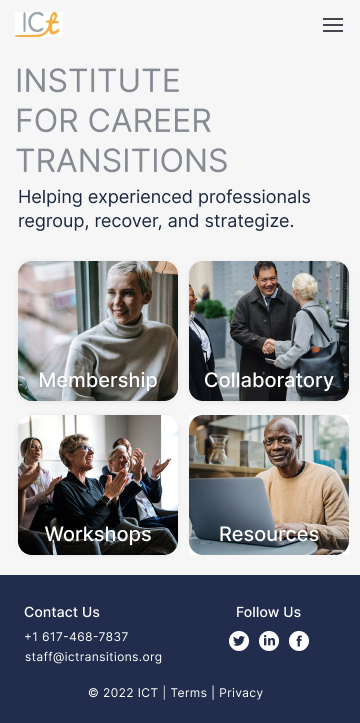 ICt
INSTITUTE
FOR CAREER
TRANSITIONS
Helping experienced professionals
regroup, recover, and strategize.
Membership
Collaboratory
Workshops
Resources
Contact Us
Follow Us
+1 617-468-7837
staff@ictransitions.org
© 2022 ICT | Terms | Privacy